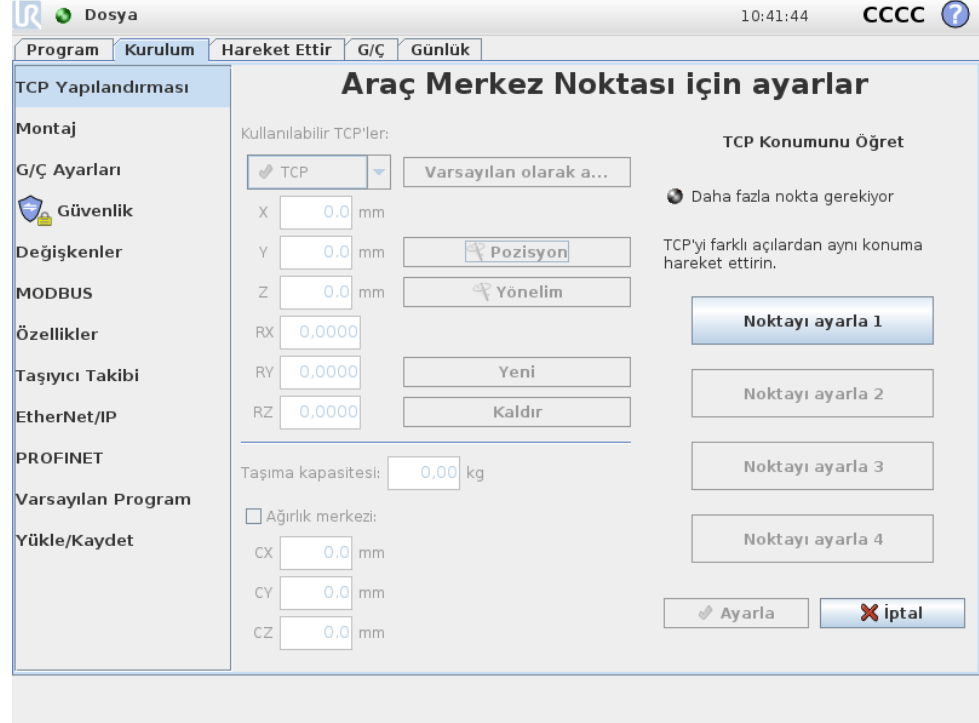 UR Dosya 10:41:44 CCCC ?
Program Kurulum Hareket Ettir G/Ç Günlük
TCP Yapılandırması
Montaj
G/Ç Ayarları
Güvenlik
Değişkenler
MODBUS
Özellikler
Taşıyıcı Takibi
EtherNet/IP
PROFINET
Varsayılan Program
Yükle/Kaydet
Araç Merkez Noktası için ayarlar
Kullanılabilir TCP'ler:
TCP Varsayılan olarak a...
X 0.0 mm
Y 0.0 mm Pozisyon
Z 0.0 mm Yönelim
RX 0,0000
RY 0,0000 Yeni
RZ 0,0000 Kaldır
Taşıma kapasitesi: 0,00 kg
Ağırlık merkezi:
CX 0.0 mm
CY 0.0 mm
CZ 0.0 mm
TCP Konumunu Öğret
Daha fazla nokta gerekiyor
TCP'yi farklı açılardan aynı konuma
hareket ettirin.
Noktayı ayarla 1
Noktayı ayarla 2
Noktayı ayarla 3
Noktayı ayarla 4
Ayarla İptal